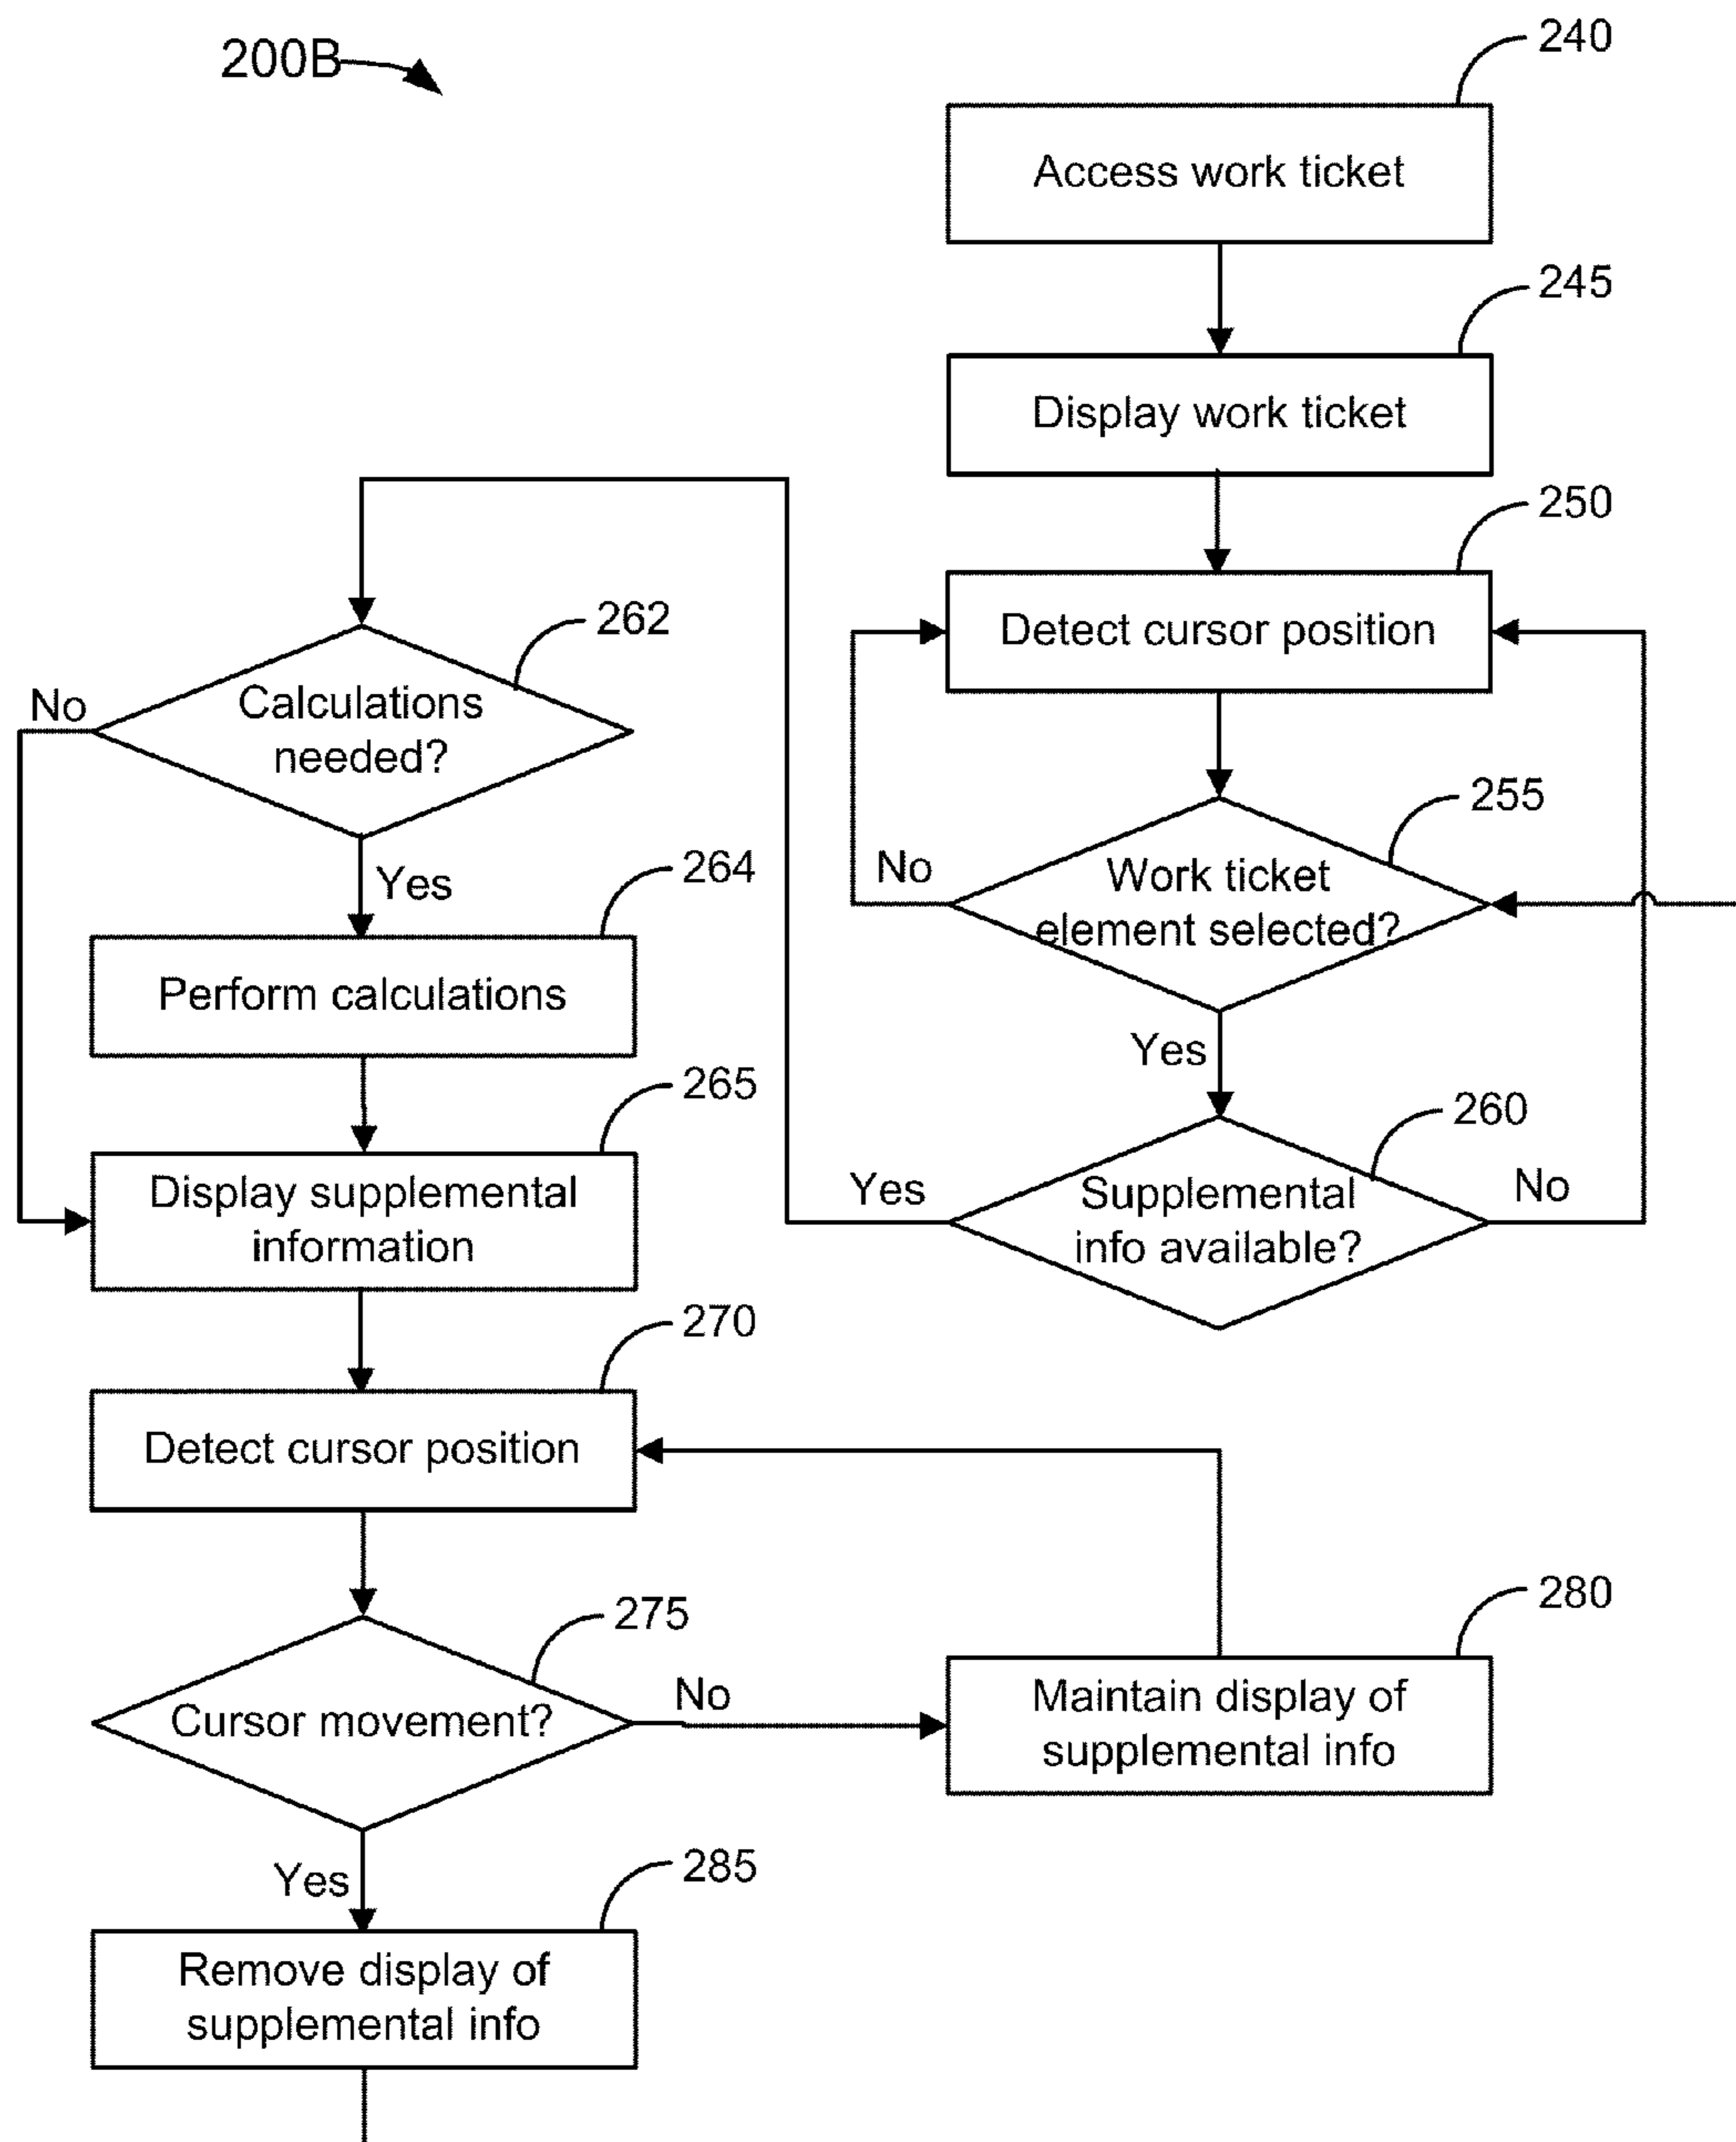 200B
240
Access work ticket
245
Display work ticket
250
Detect cursor position
255
Work ticket
element selected?
No
Yes
260
Supplemental
info available?
Yes
No
262
Calculations
needed?
No
Yes
264
Perform calculations
265
Display supplemental
information
270
Detect cursor position
275
Cursor movement?
No
280
Maintain display of
supplemental info
Yes
285
Remove display of
supplemental info